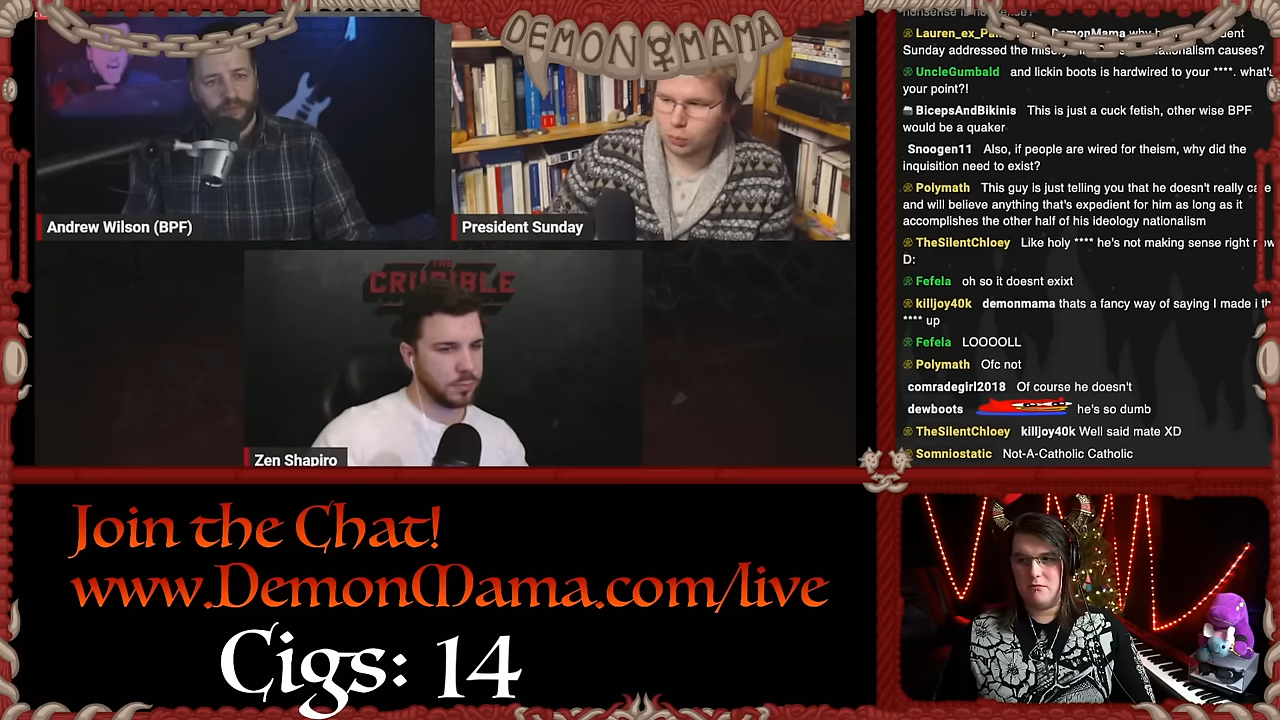 DEMON MAMA
Andrew Wilson (BPF)
President Sunday
THE
CRUCIBLE
Zen Shapiro
Sunday addressed the nationalism causes?
UncleGumbald and lickin boots is hardwired to your ****. what's
your point?!
BicepsAndBikinis This is just a cuck fetish, other wise BPF
would be a quaker
Snoogen11 Also, if people are wired for theism, why did the
inquisition need to exist?
Polymath This guy is just telling you that he doesn't really
and will believe anything that's expedient for him as long as it
accomplishes the other half of his ideology nationalism
TheSilentChloey Like holy **** he's not making sense right now
D:
Fefela oh so it doesnt exixt
killjoy40k demonmama thats a fancy way of saying I made i th
**** up
Fefela LOOOOLL
Polymath Ofc not
comradegirl2018 Of course he doesn't
dewboots he's so dumb
TheSilentChloey killjoy40k Well said mate XD
Somniostatic Not-A-Catholic Catholic
Join the Chat!
www.DemonMama.com/live
Cigs: 14